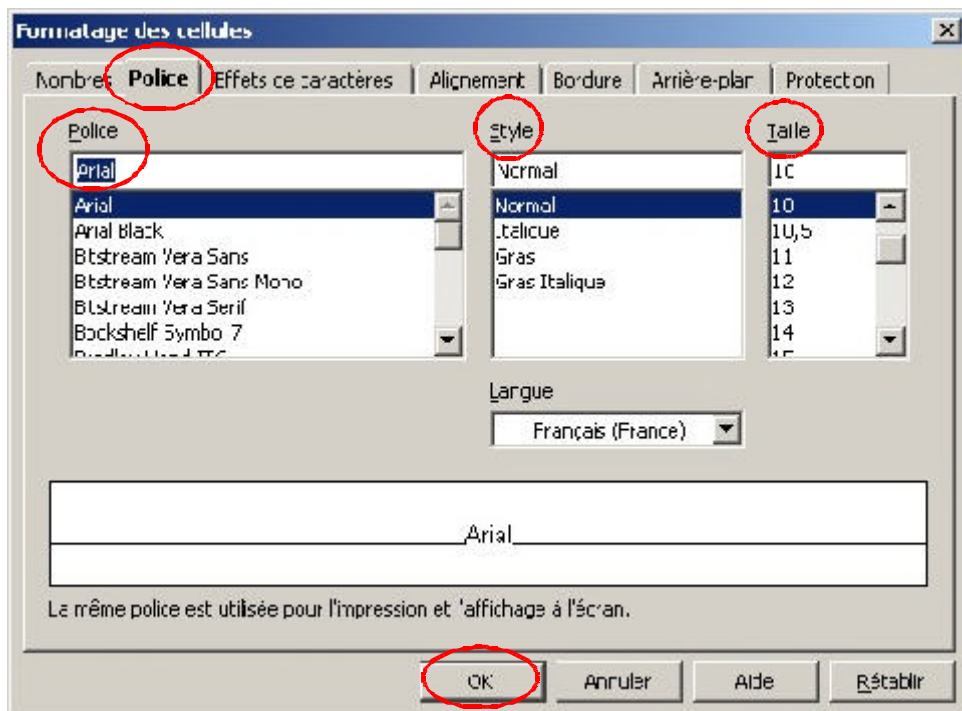 Formatage des cellules
Nombres Police Effets de caractères Alignement Bordure Arrière-plan Protection
Police Style Taille
Arial Normal 10
Arial Normal 10
Arial Black Italique 10,5
Bitstream Vera Sans Gras 11
Bitstream Vera Sans Mono Gras Italique 12
Bitstream Vera Serif 13
Bookshelf Symbol 7 14
Langue
Français (France)
Arial
La même police est utilisée pour l'impression et l'affichage à l'écran.
OK Annuler Aide Rétablir